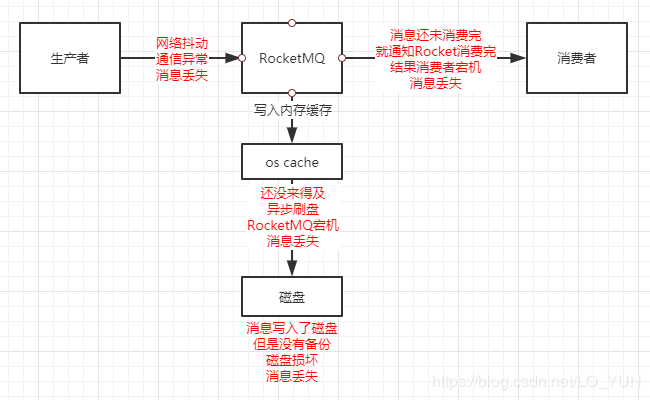 生产者
网络抖动
通信异常
消息丢失
RocketMQ
消息还未消费完
就通知Rocket消费完
结果消费者宕机
消息丢失
消费者
写入内存缓存
os cache
还没来得及
异步刷盘
RocketMQ宕机
消息丢失
磁盘
消息写入了磁盘
但是没有备份
磁盘损坏
消息丢失
https://blog.csdn.net/LO_YUN